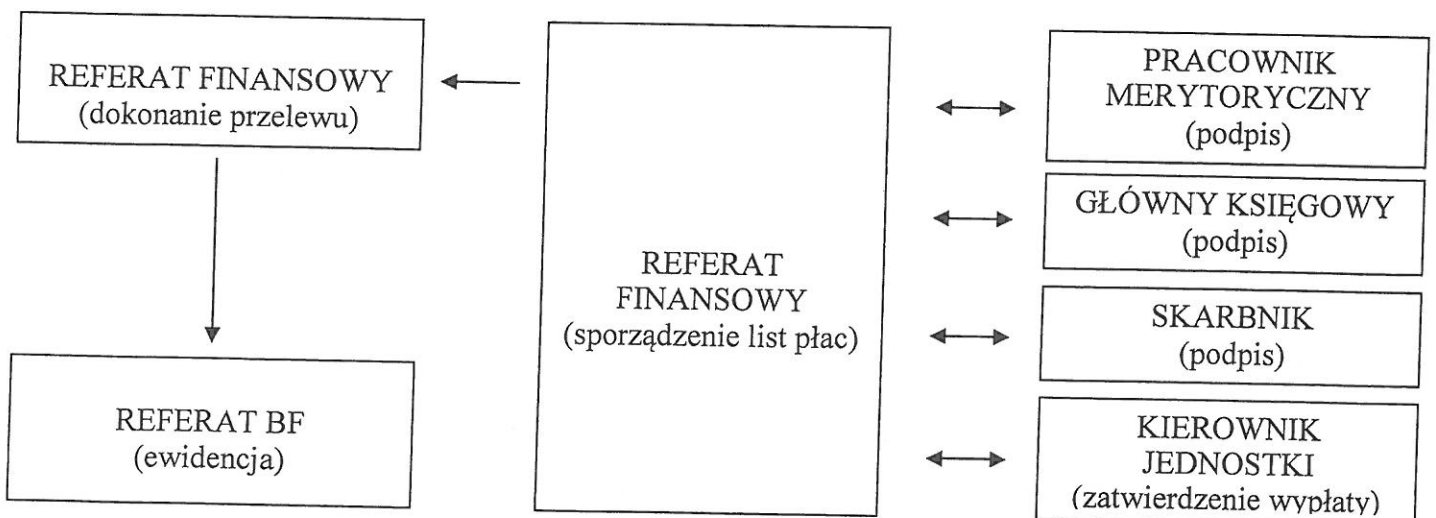 REFERAT FINANSOWY
(dokonanie przelewu)
REFERAT BF
(ewidencja)
REFERAT
FINANSOWY
(sporządzenie list płac)
PRACOWNIK
MERYTORYCZNY
(podpis)
GŁÓWNY KSIĘGOWY
(podpis)
SKARBNIK
(podpis)
KIEROWNIK
JEDNOSTKI
(zatwierdzenie wypłaty)